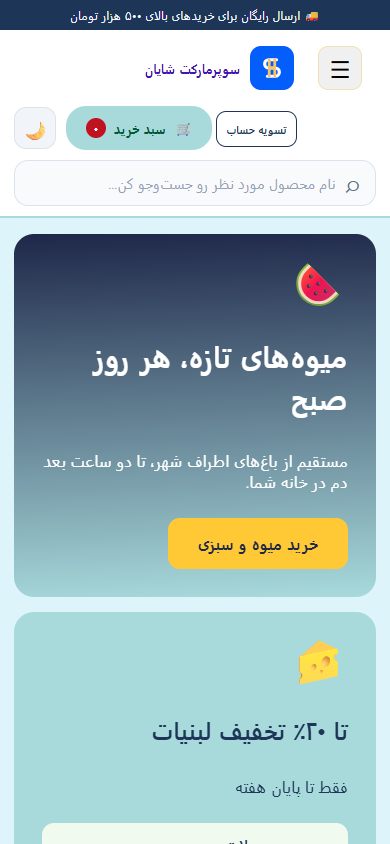 🚚 ارسال رایگان برای خریدهای بالای ۵۰۰ هزار تومان
سوپرمارکت شایان
تسویه حساب
🛒 سبد خرید ۰
نام محصول مورد نظر رو جست‌وجو کن...
میوه‌های تازه، هر روز
صبح
مستقیم از باغ‌های اطراف شهر، تا دو ساعت بعد
دم در خانه شما.
خرید میوه و سبزی
تا ۲۰٪ تخفیف لبنیات
فقط تا پایان هفته